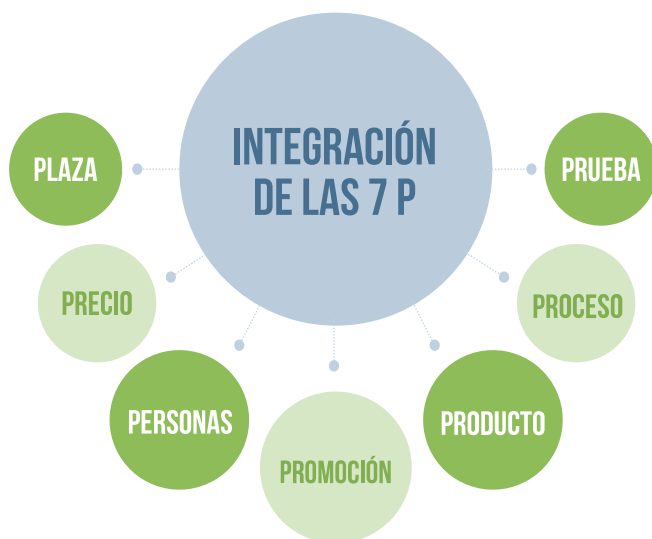 INTEGRACIÓN
DE LAS 7 P
PLAZA
PRUEBA
PRECIO
PROCESO
PERSONAS
PRODUCTO
PROMOCIÓN